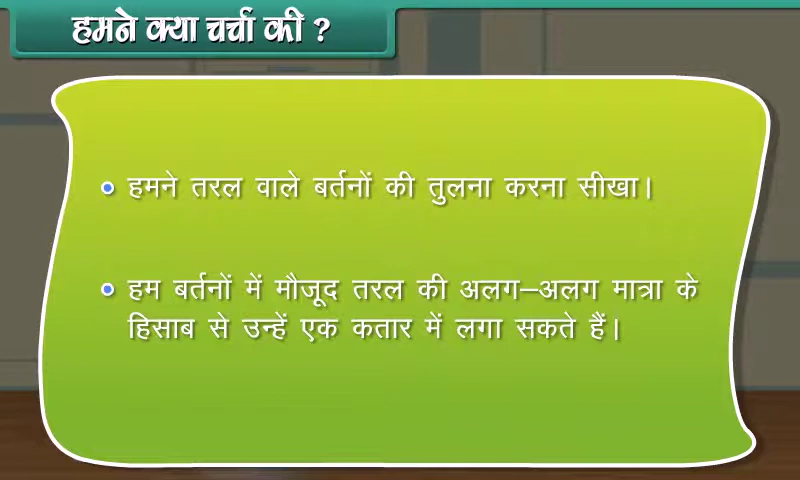 हमने क्या चर्चा की ?
हमने तरल वाले बर्तनों की तुलना करना सीखा।
हम बर्तनों में मौजूद तरल की अलग–अलग मात्रा के
हिसाब से उन्हें एक कतार में लगा सकते हैं।